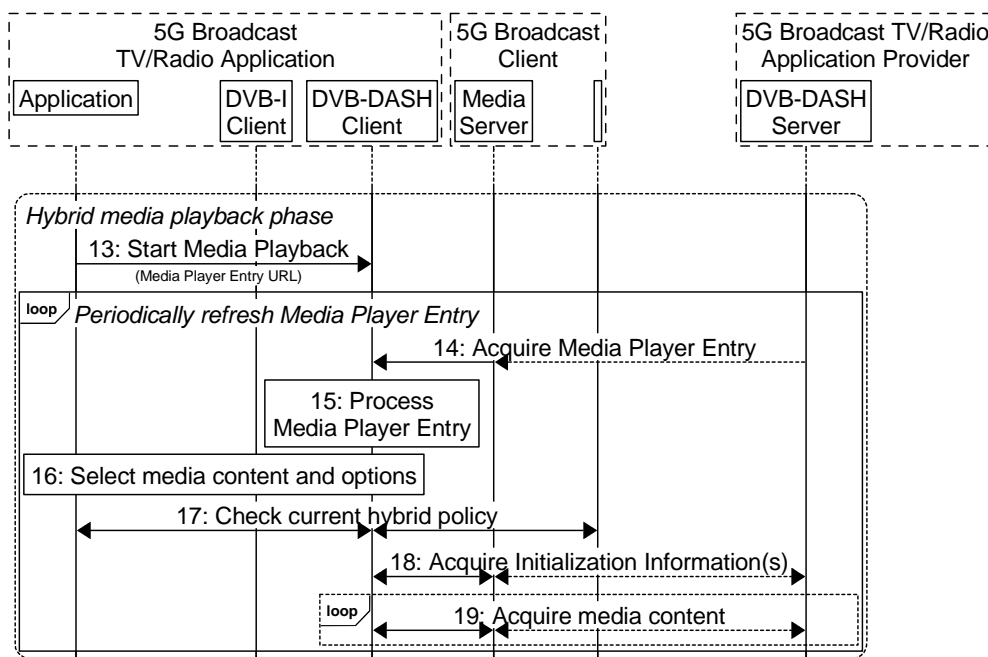 5G Broadcast
TV/Radio Application
5G Broadcast
Client
5G Broadcast TV/Radio
Application Provider
Application
DVB-I
Client
DVB-DASH
Client
Media
Server
DVB-DASH
Server
Hybrid media playback phase
13: Start Media Playback
(Media Player Entry URL)
loop
Periodically refresh Media Player Entry
14: Acquire Media Player Entry
15: Process
Media Player Entry
16: Select media content and options
17: Check current hybrid policy
18: Acquire Initialization Information(s)
loop
19: Acquire media content